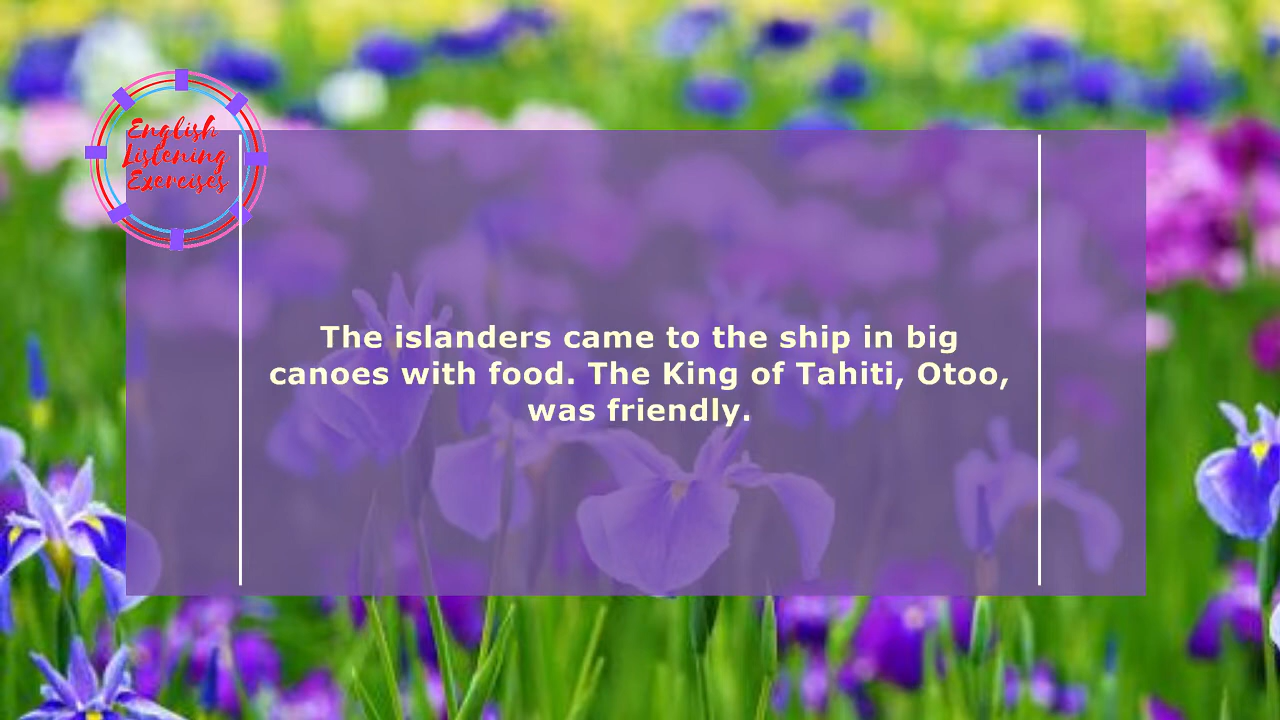 English
Listening
Exercises
The islanders came to the ship in big
canoes with food. The King of Tahiti, Otoo,
was friendly.